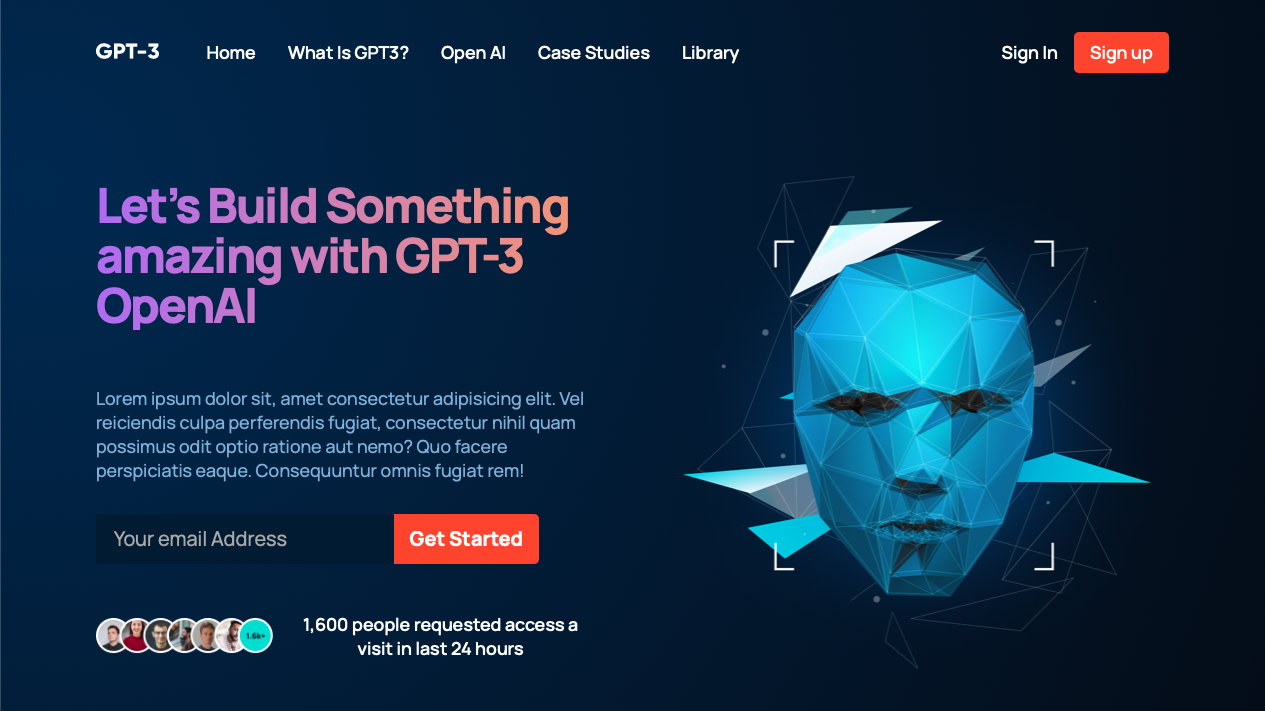 GPT-3 Home What Is GPT3? Open AI Case Studies Library Sign In Sign up
Let's Build Something
amazing with GPT-3
OpenAI
Lorem ipsum dolor sit, amet consectetur adipisicing elit. Vel
reiciendis culpa perferendis fugiat, consectetur nihil quam
possimus odit optio ratione aut nemo? Quo facere
perspiciatis eaque. Consequuntur omnis fugiat rem!
Your email Address Get Started
1.6k+
1,600 people requested access a
visit in last 24 hours